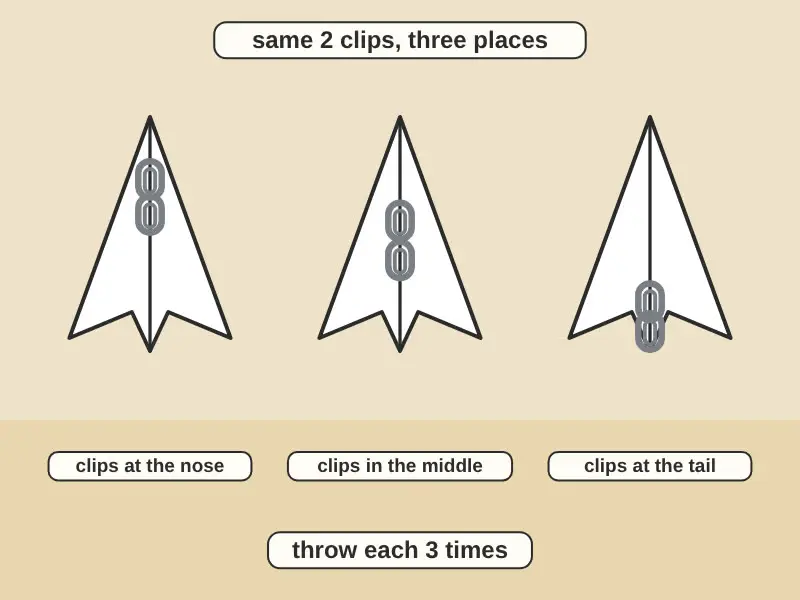 same 2 clips, three places
clips at the nose
clips in the middle
clips at the tail
throw each 3 times